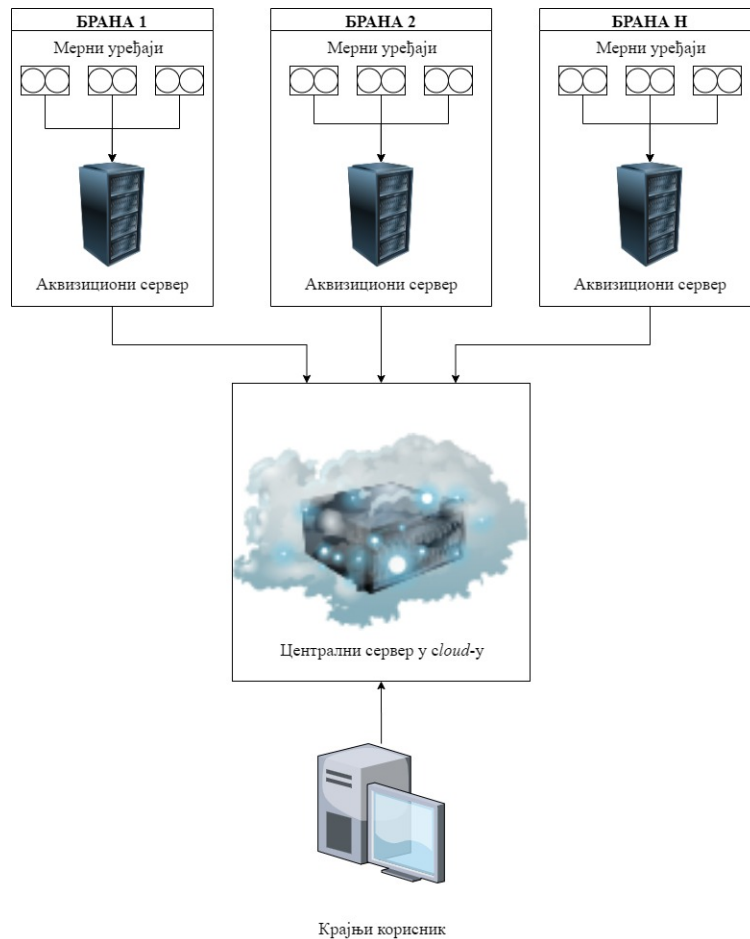 БРАНА 1
Мерни уређаји
Аквизициони сервер
БРАНА 2
Мерни уређаји
Аквизициони сервер
БРАНА Н
Мерни уређаји
Аквизициони сервер
Централни сервер у cloud-у
Крајњи корисник